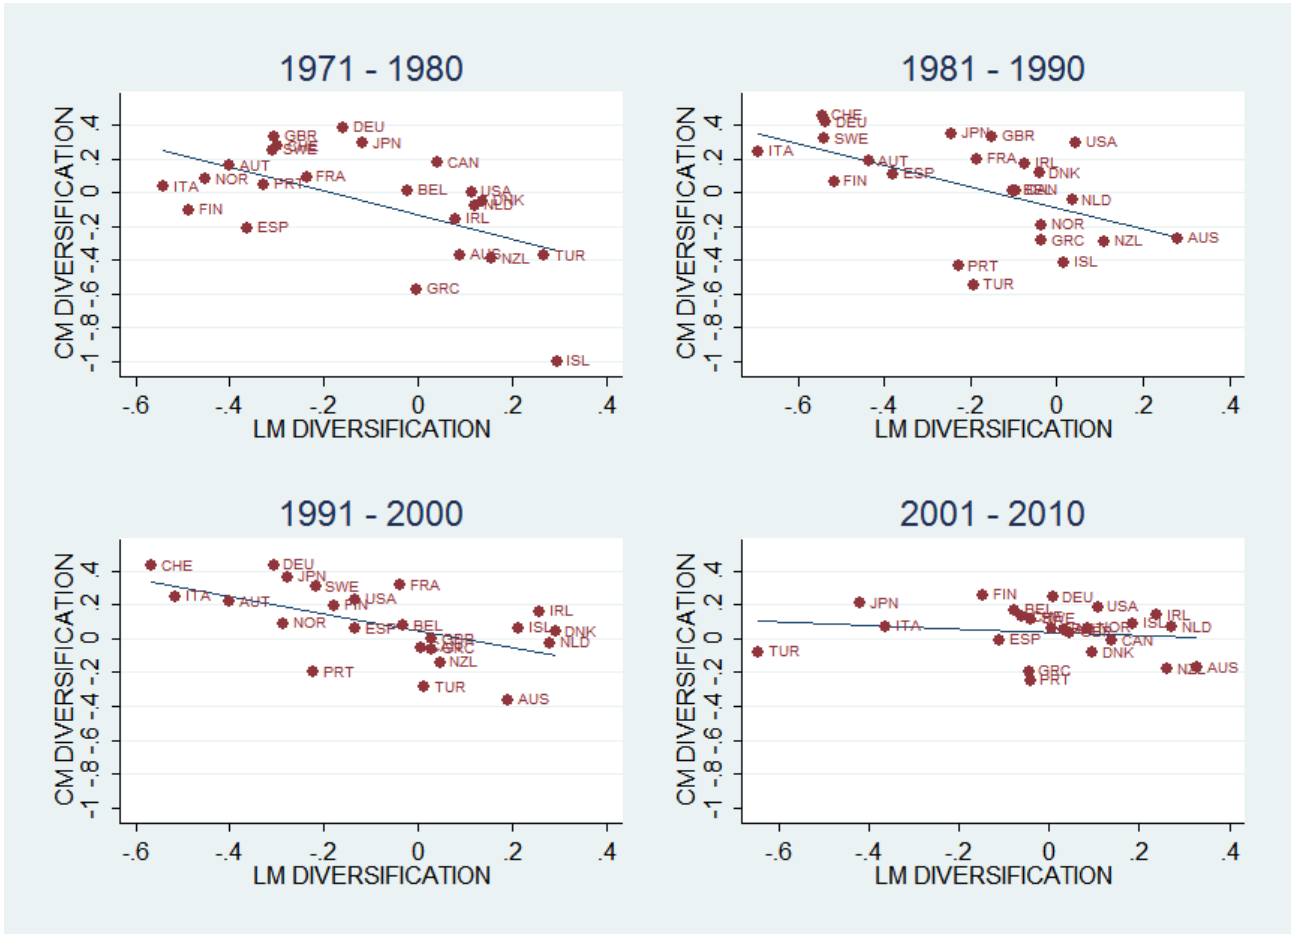 1971 - 1980
CM DIVERSIFICATION
-1 -.8 -.6 -.4 -.2 0 .2 .4
DEU
GBR
JPN
CHE
SWE
CAN
AUT
FRA
NOR
PRT
ITA
BEL
USA
DNK
NLD
FIN
IRL
ESP
AUS
NZL
TUR
GRC
ISL
-.6 -.4 -.2 0 .2 .4
LM DIVERSIFICATION
1981 - 1990
CM DIVERSIFICATION
-1 -.8 -.6 -.4 -.2 0 .2 .4
CHE
DEU
SWE
JPN
GBR
USA
ITA
AUT
FRA
IRL
DNK
ESP
FIN
NLD
NOR
GRC
NZL
AUS
PRT
ISL
TUR
-.6 -.4 -.2 0 .2 .4
LM DIVERSIFICATION
1991 - 2000
CM DIVERSIFICATION
-1 -.8 -.6 -.4 -.2 0 .2 .4
CHE
DEU
JPN
SWE
FRA
ITA
AUT
USA
FIN
IRL
NOR
ESP
BEL
ISL
DNK
GBR
NLD
GRC
NZL
PRT
TUR
AUS
-.6 -.4 -.2 0 .2 .4
LM DIVERSIFICATION
2001 - 2010
CM DIVERSIFICATION
-1 -.8 -.6 -.4 -.2 0 .2 .4
FIN
DEU
JPN
BEL
USA
IRL
ISL
ITA
NOR
NLD
ESP
CAN
TUR
DNK
GRC
PRT
NZL
AUS
-.6 -.4 -.2 0 .2 .4
LM DIVERSIFICATION